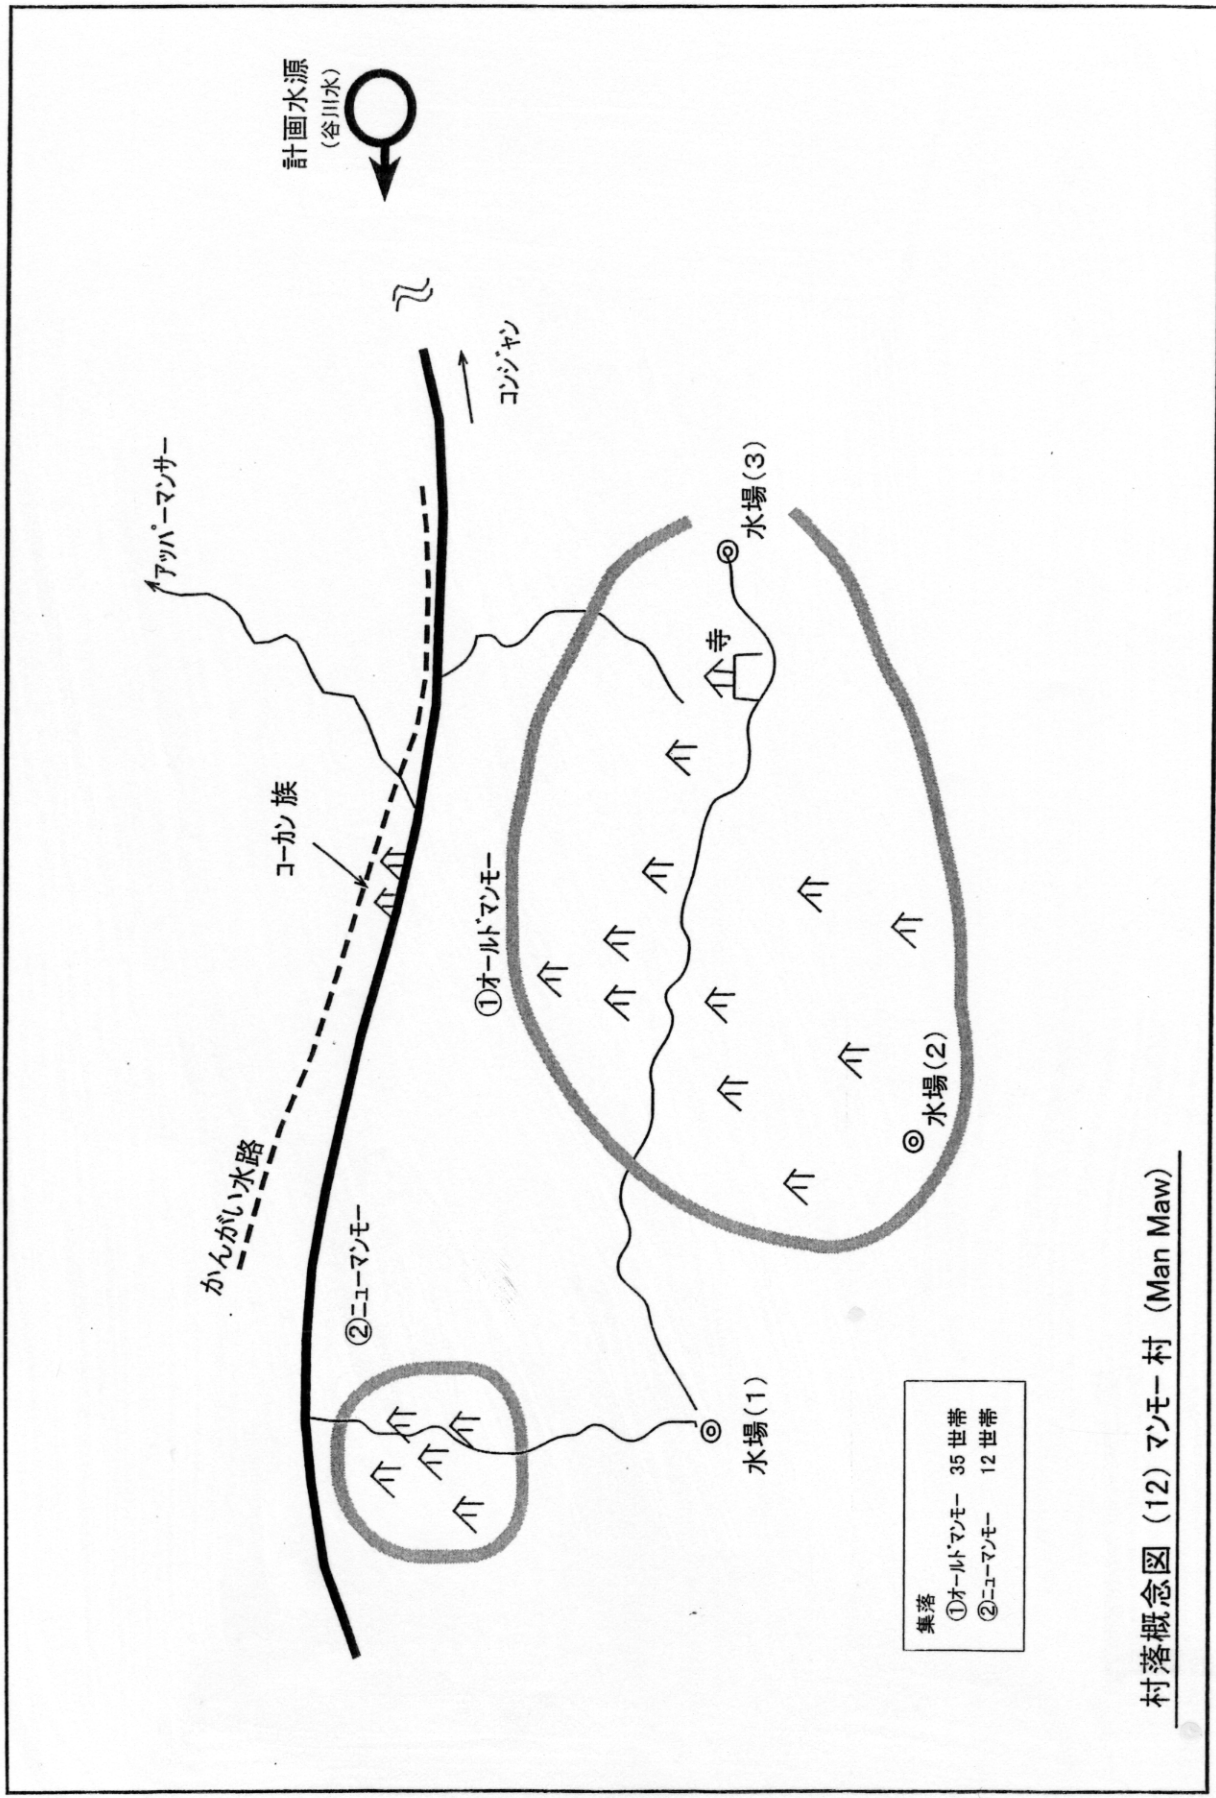 計画水源
(谷川水)
コンジャン
アッパーマンサー
コーカン 族
かんがい水路
①オールドマンモー
②ニューマンモー
寺
水場(3)
水場(2)
水場(1)
集落
①オールドマンモー 35 世帯
②ニューマンモー 12 世帯
村落概念図 (12) マンモー 村 (Man Maw)